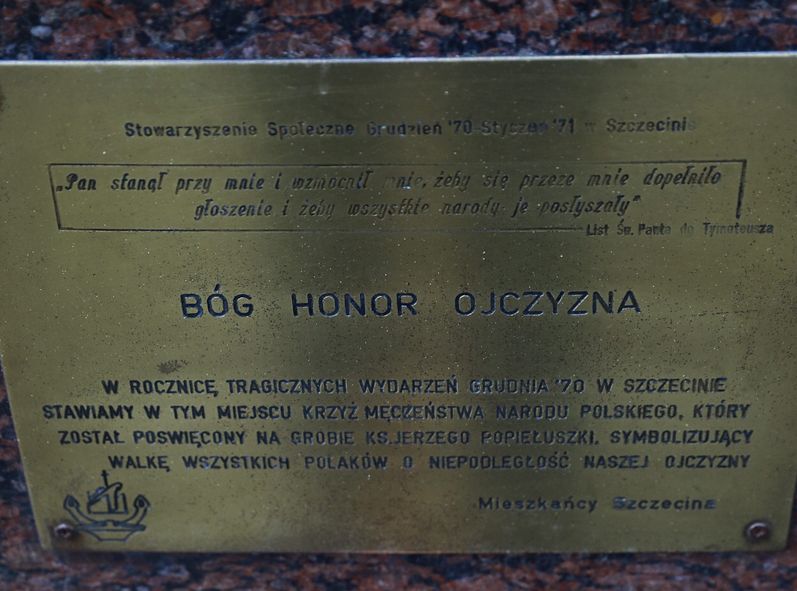 Stowarzyszenie Społeczne Grudzień '70-Styczeń '71 w Szczecinie
„Pan stanął przy mnie i wzmocnił mnie, żeby się przeze mnie dopełniło
głoszenie i żeby wszystkie narody je posłyszały”
List Św. Pawła do Tymoteusza
BÓG HONOR OJCZYZNA
W ROCZNICĘ TRAGICZNYCH WYDARZEŃ GRUDNIA '70 W SZCZECINIE
STAWIAMY W TYM MIEJSCU KRZYŻ MĘCZEŃSTWA NARODU POLSKIEGO, KTÓRY
ZOSTAŁ POSWIĘCONY NA GROBIE KS.JERZEGO POPIEŁUSZKI, SYMBOLIZUJĄCY
WALKĘ WSZYSTKICH POLAKÓW O NIEPODLEGŁOŚĆ NASZEJ OJCZYZNY
Mieszkańcy Szczecina